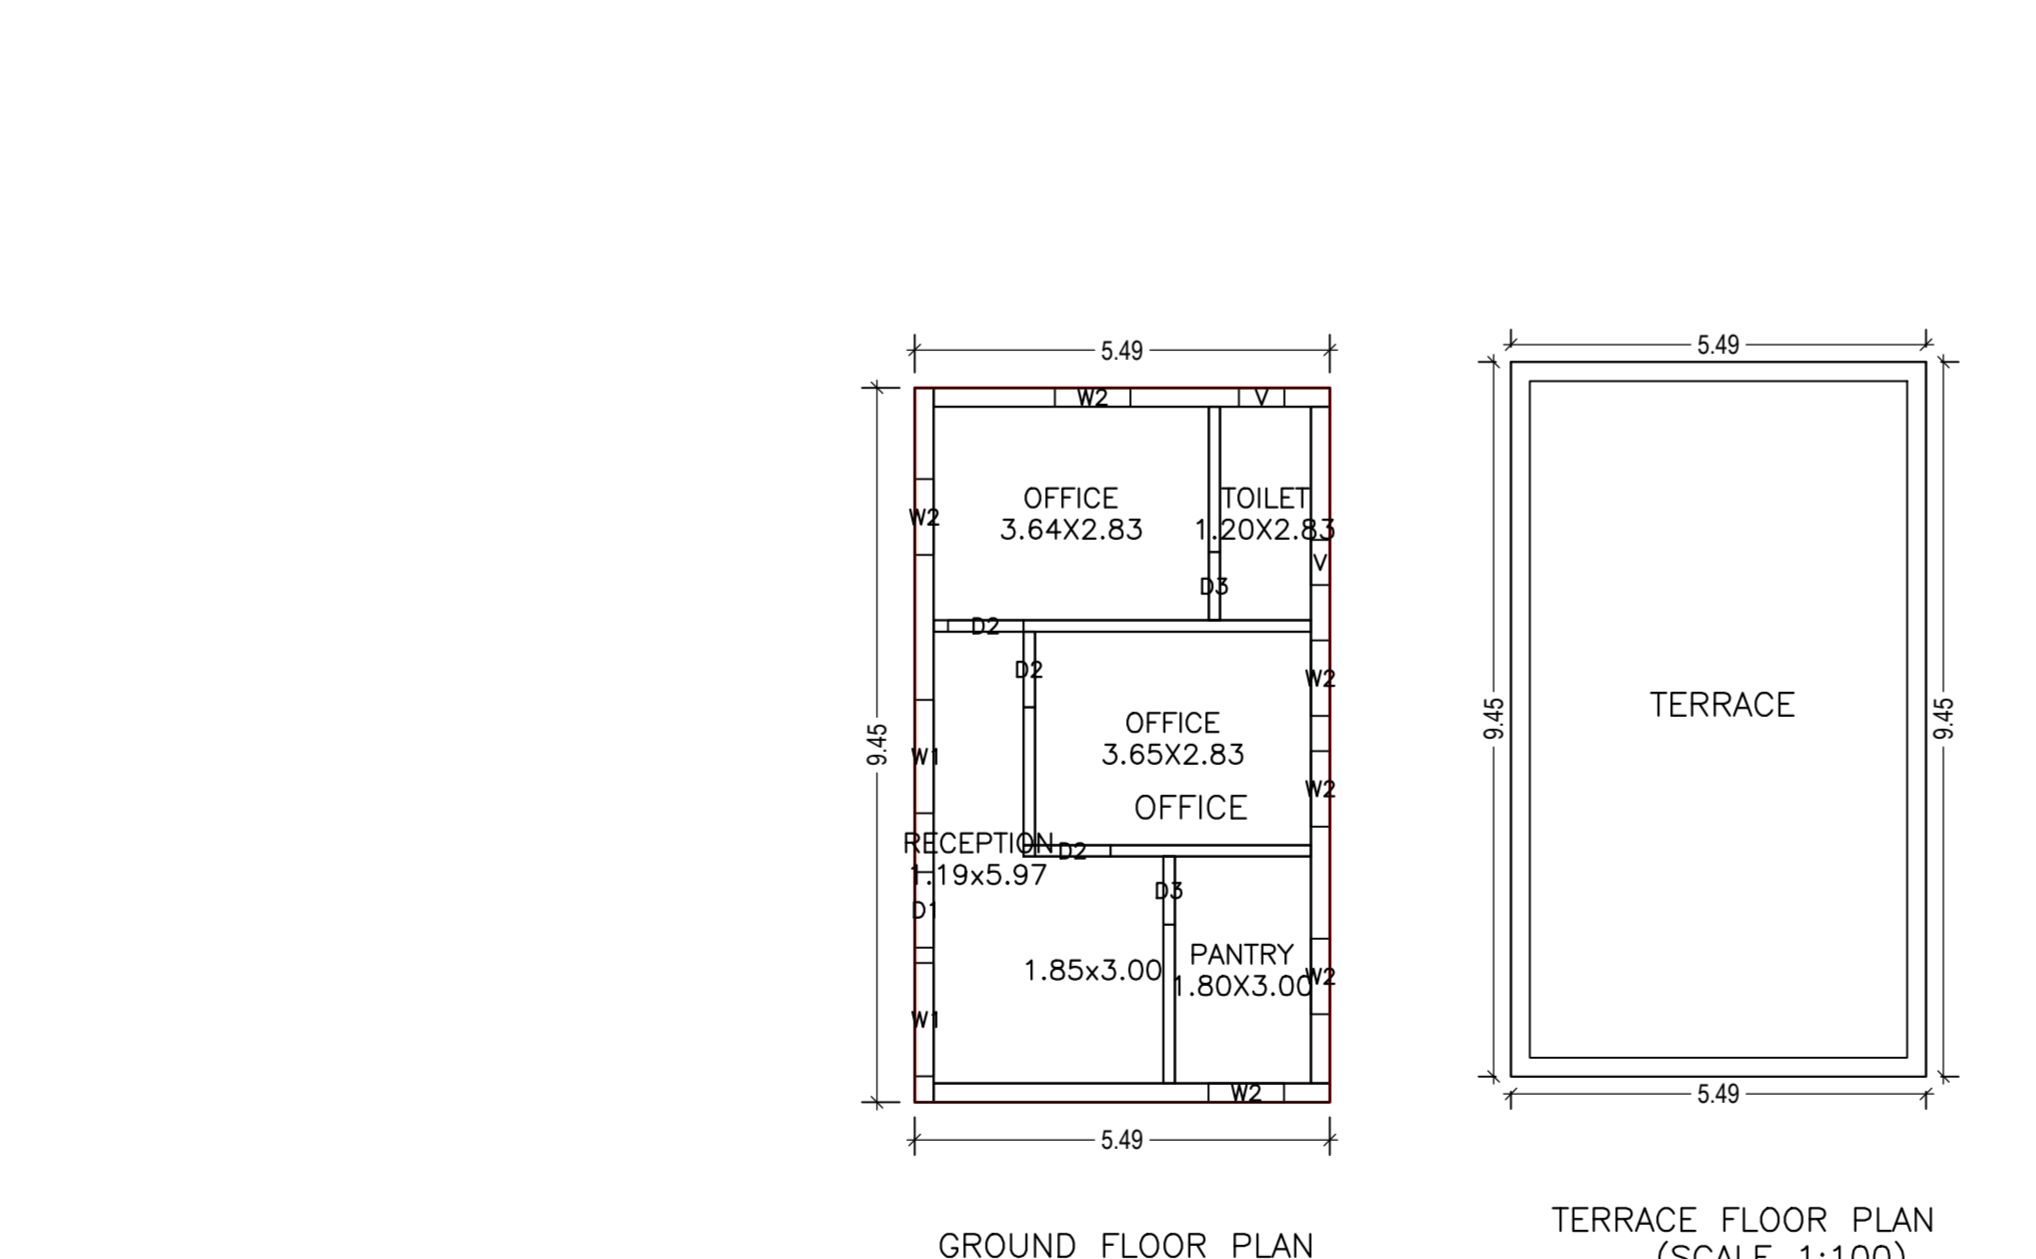 5.49
W2
V
OFFICE
3.64X2.83
TOILET
1.20X2.83
W2
V
D3
D2
D2
W2
OFFICE
3.65X2.83
9.45
W1
W2
OFFICE
RECEPTION
1.19x5.97
D2
D3
D1
1.85x3.00
PANTRY
1.80X3.00
W2
W1
W2
5.49
GROUND FLOOR PLAN
5.49
9.45
TERRACE
9.45
5.49
TERRACE FLOOR PLAN
(SCALE 1:100)